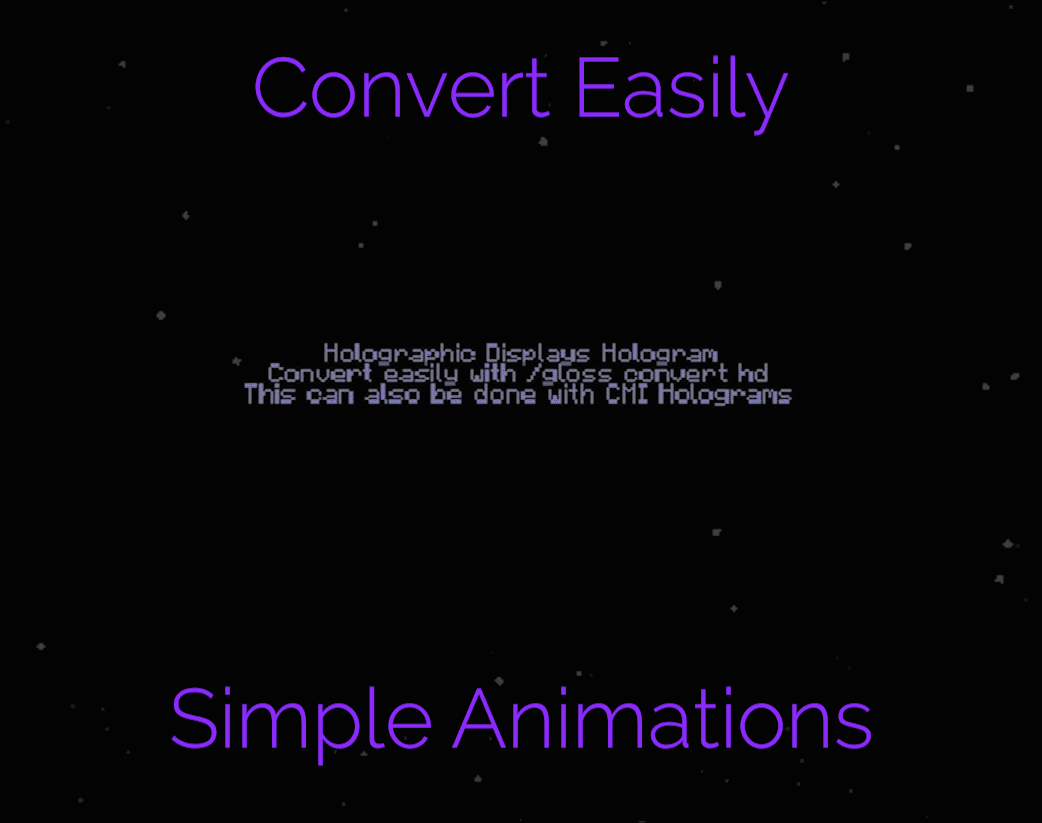 Convert Easily
Holographic Displays Hologram
Convert easily with /gloss convert hd
This can also be done with CMI Holograms
Simple Animations